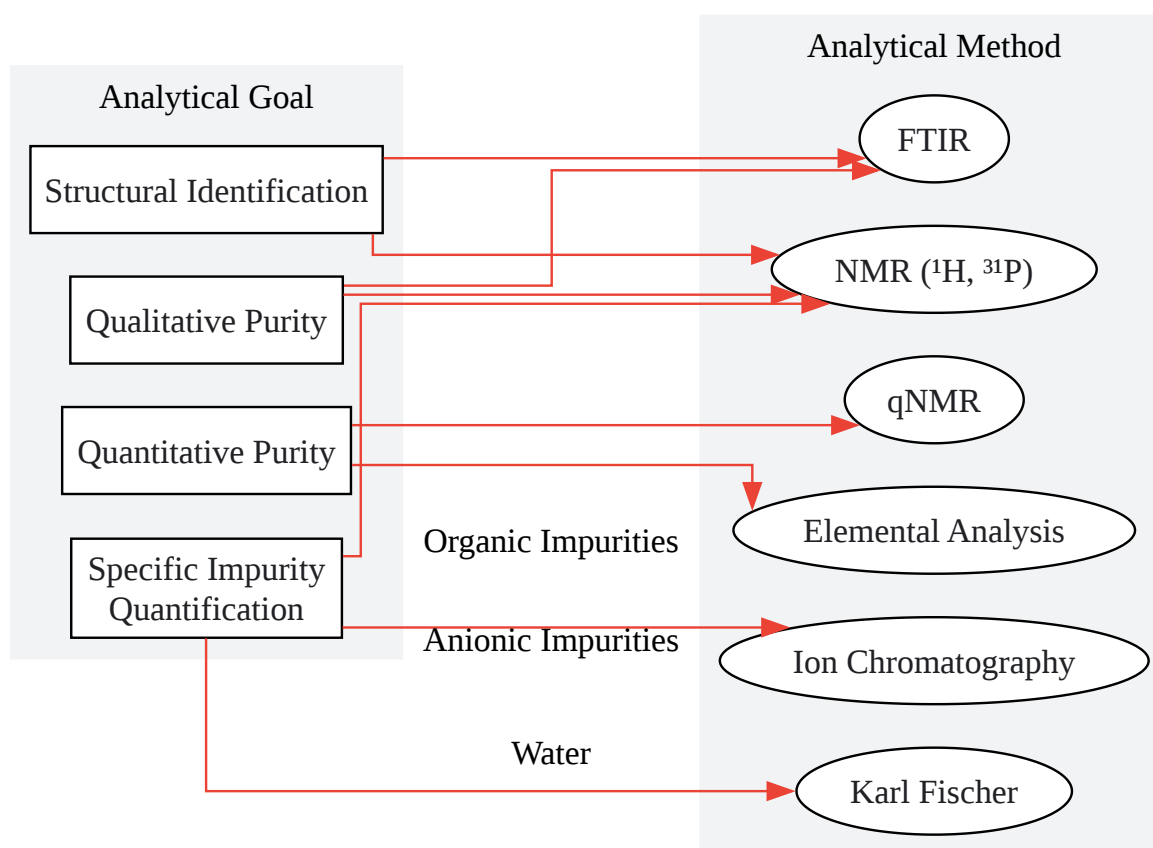 Analytical Goal
Structural Identification
Qualitative Purity
Quantitative Purity
Specific Impurity
Quantification
Organic Impurities
Anionic Impurities
Water
Analytical Method
FTIR
NMR (¹H, ³¹P)
qNMR
Elemental Analysis
Ion Chromatography
Karl Fischer